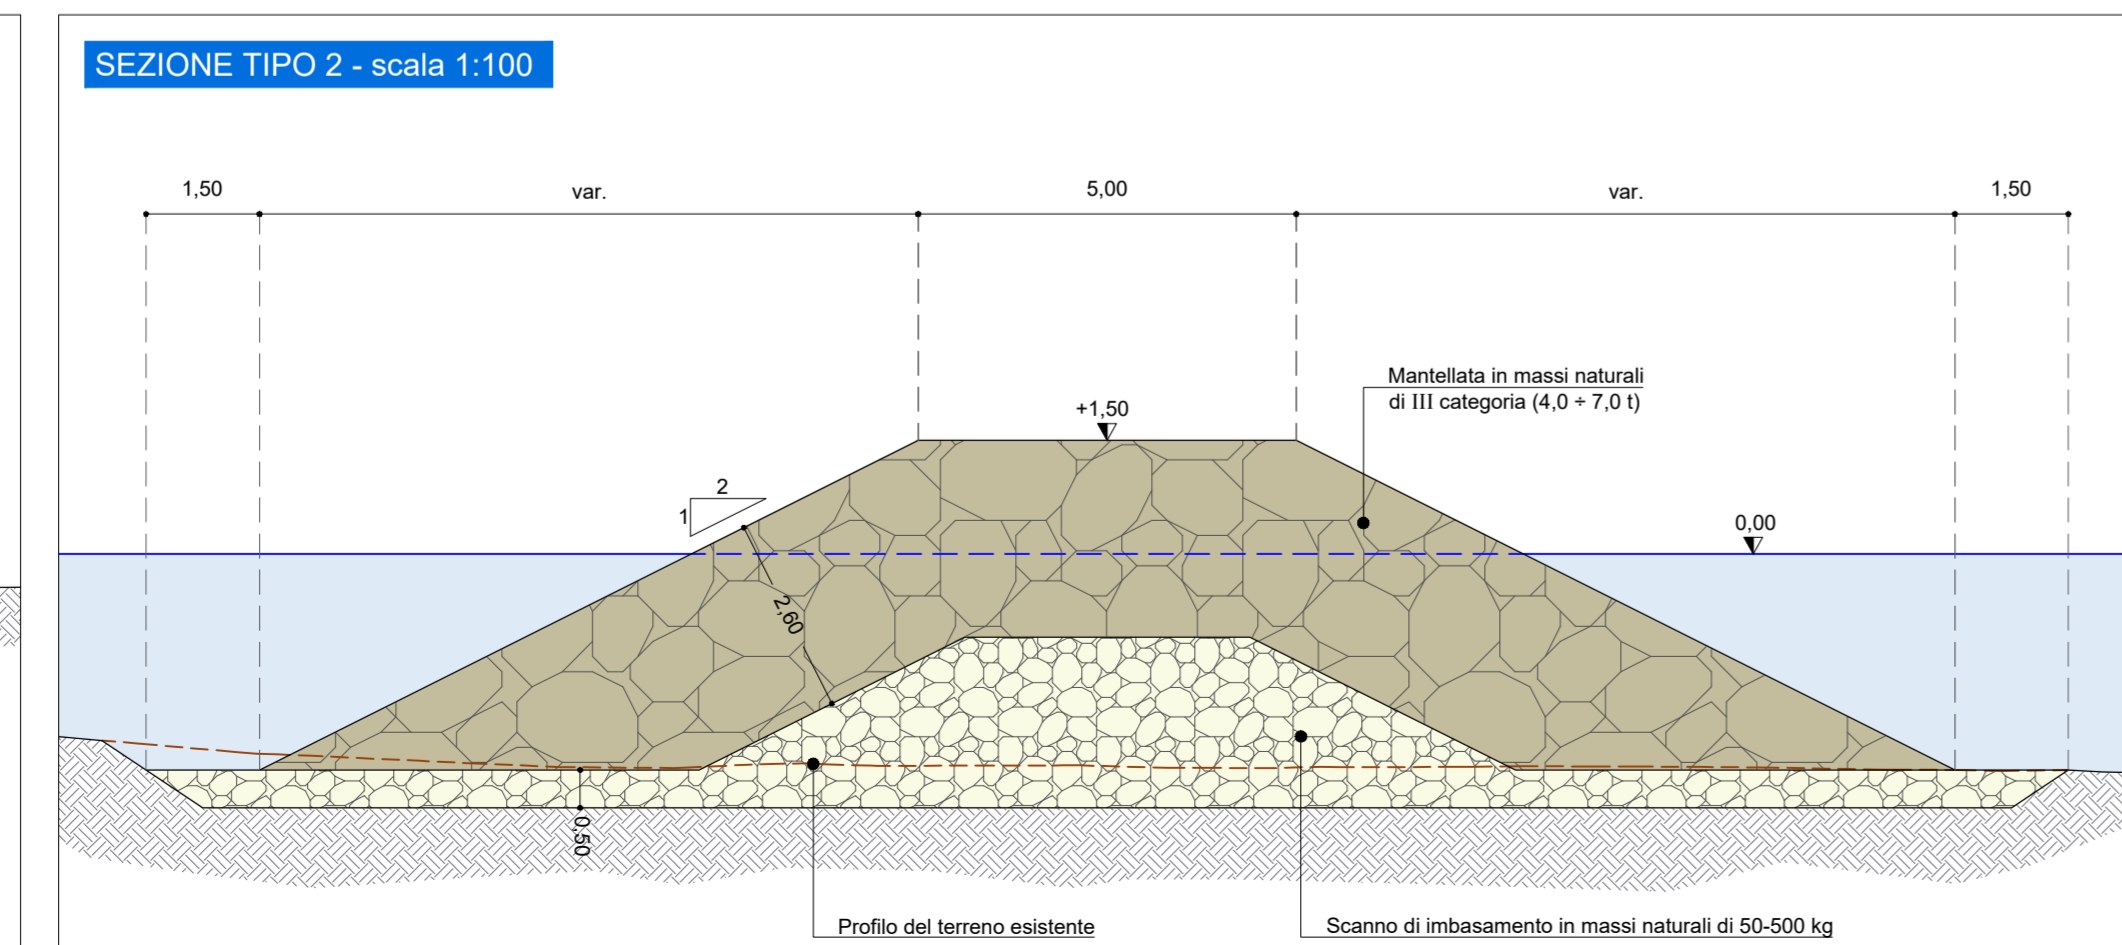 SEZIONE TIPO 2 - scala 1:100
1,50
var.
5,00
var.
1,50
Mantellata in massi naturali
di III categoria (4,0 ÷ 7,0 t)
+1,50
2
1
0,00
2,60
0,50
Profilo del terreno esistente
Scanno di imbasamento in massi naturali di 50-500 kg